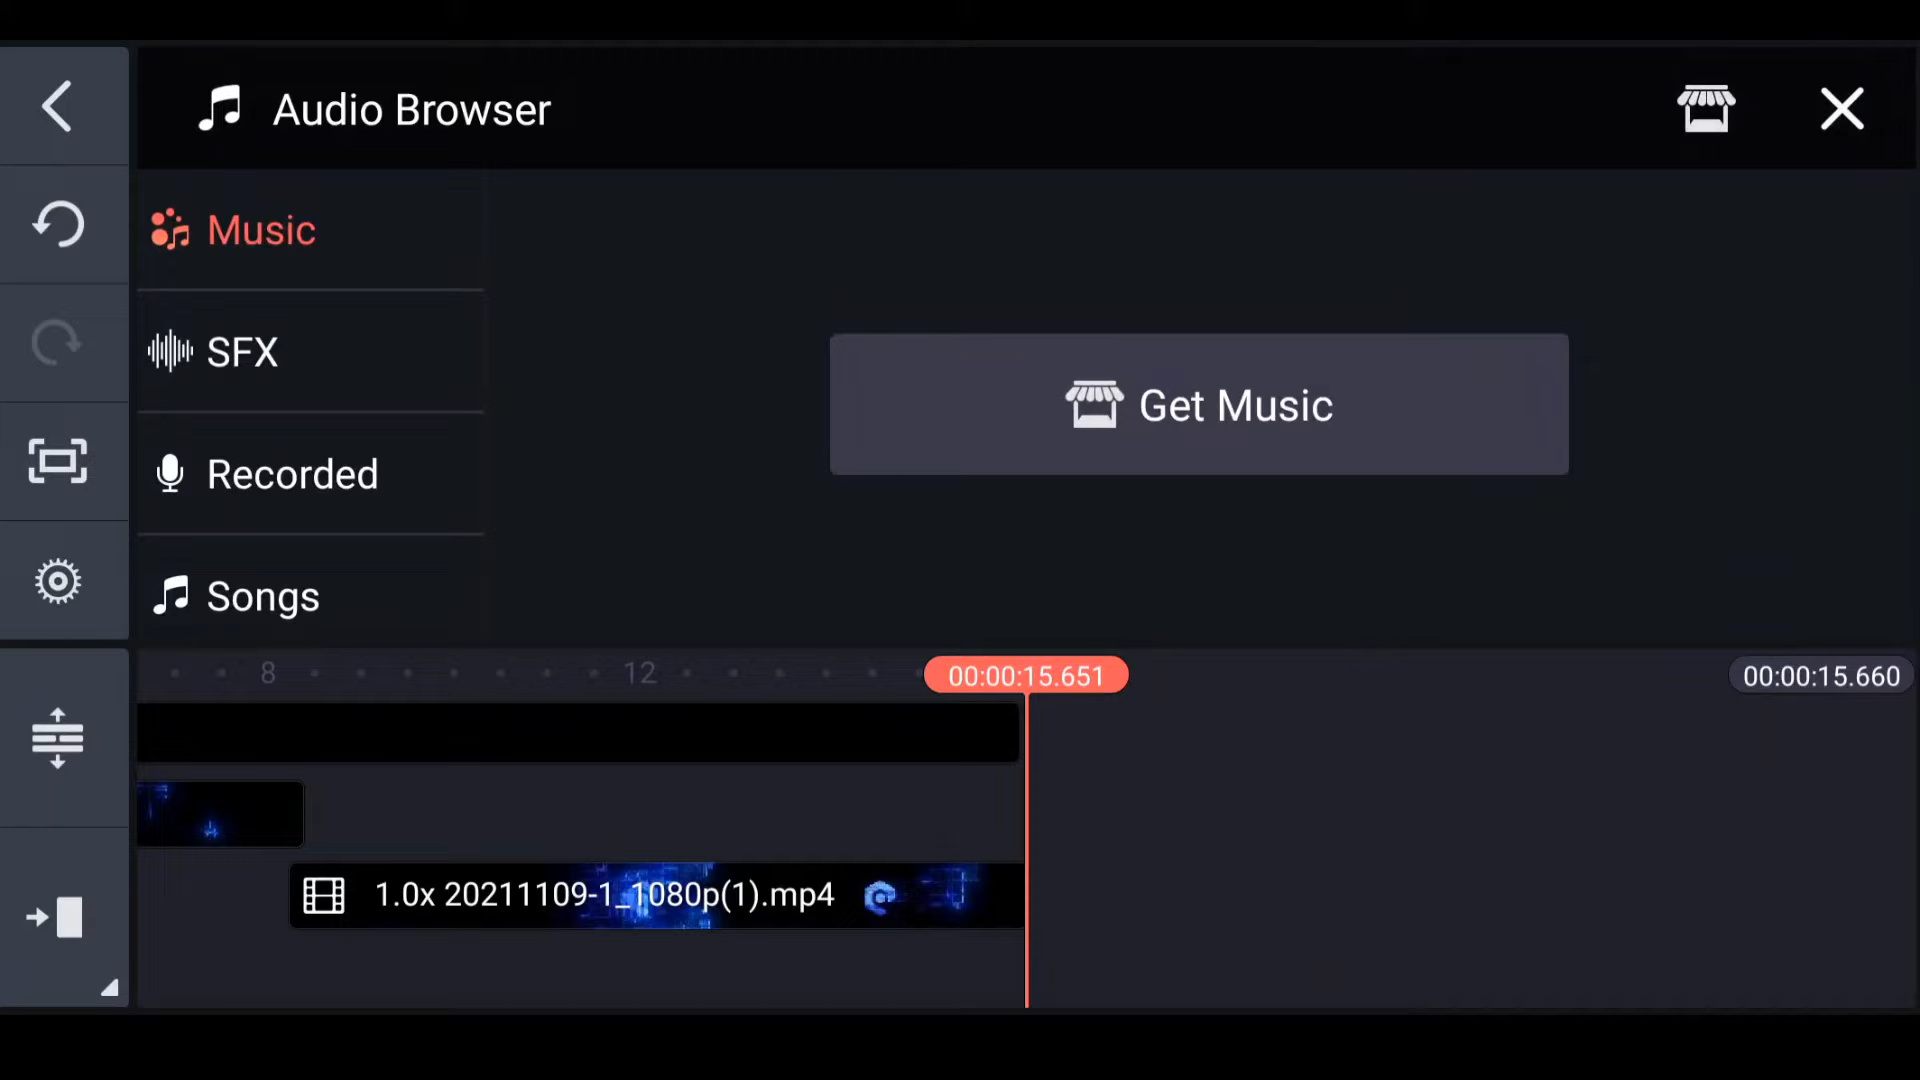 Audio Browser
Music
SFX
Get Music
Recorded
Songs
8
12
00:00:15.651
00:00:15.660
1.0x 20211109-1_1080p(1).mp4